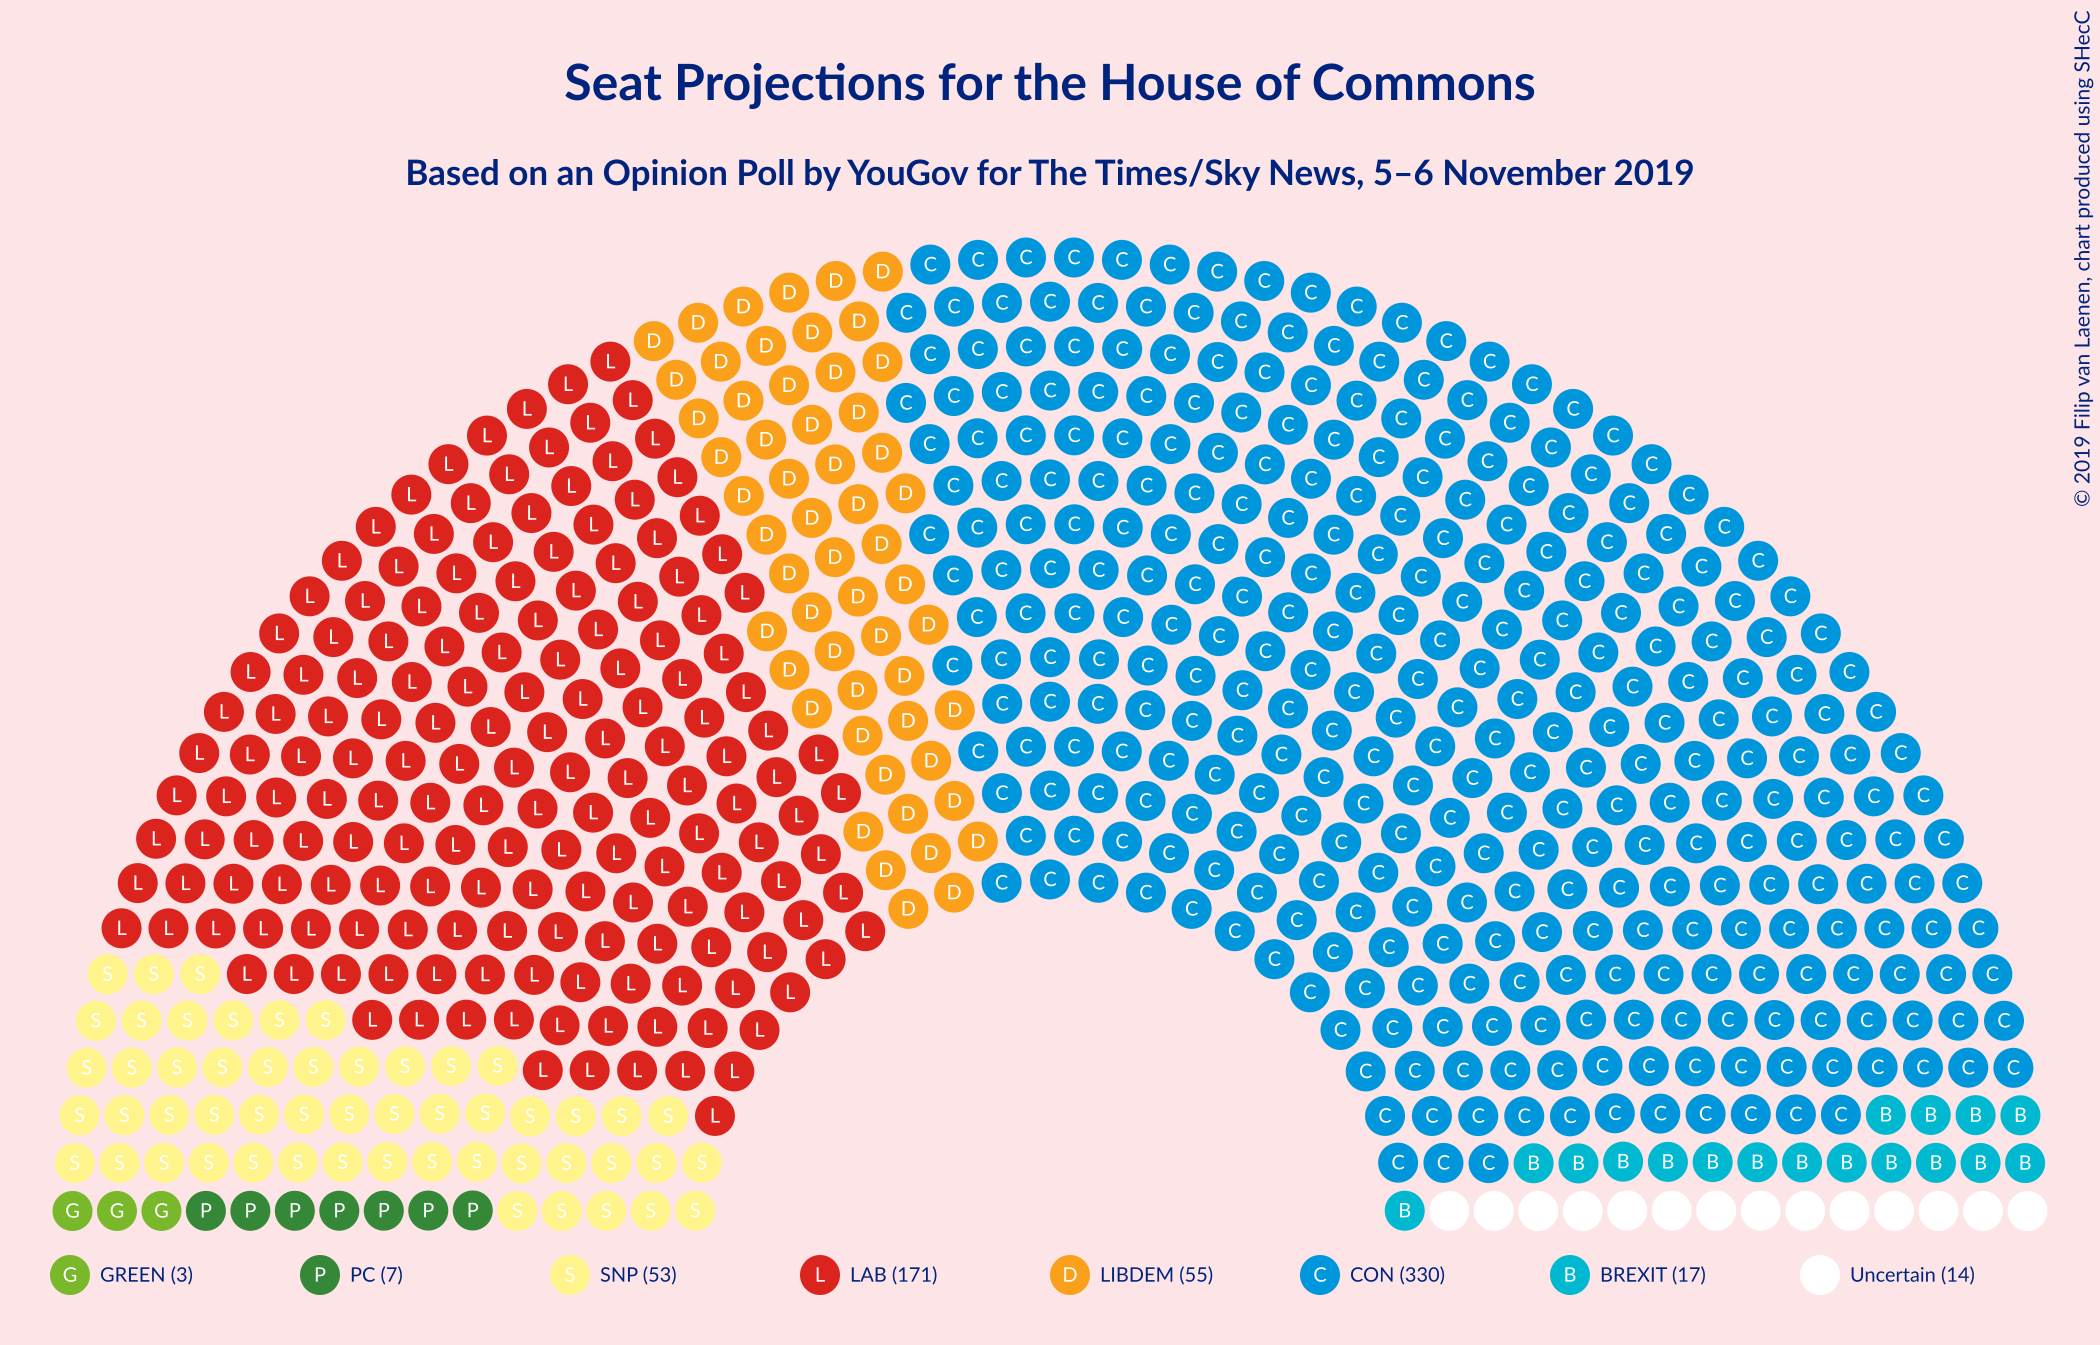 Seat Projections for the House of Commons
Based on an Opinion Poll by YouGov for The Times/Sky News, 5–6 November 2019
© 2019 Filip van Laenen, chart produced using SHecC
G GREEN (3)
P PC (7)
S SNP (53)
L LAB (171)
D LIBDEM (55)
C CON (330)
B BREXIT (17)
Uncertain (14)